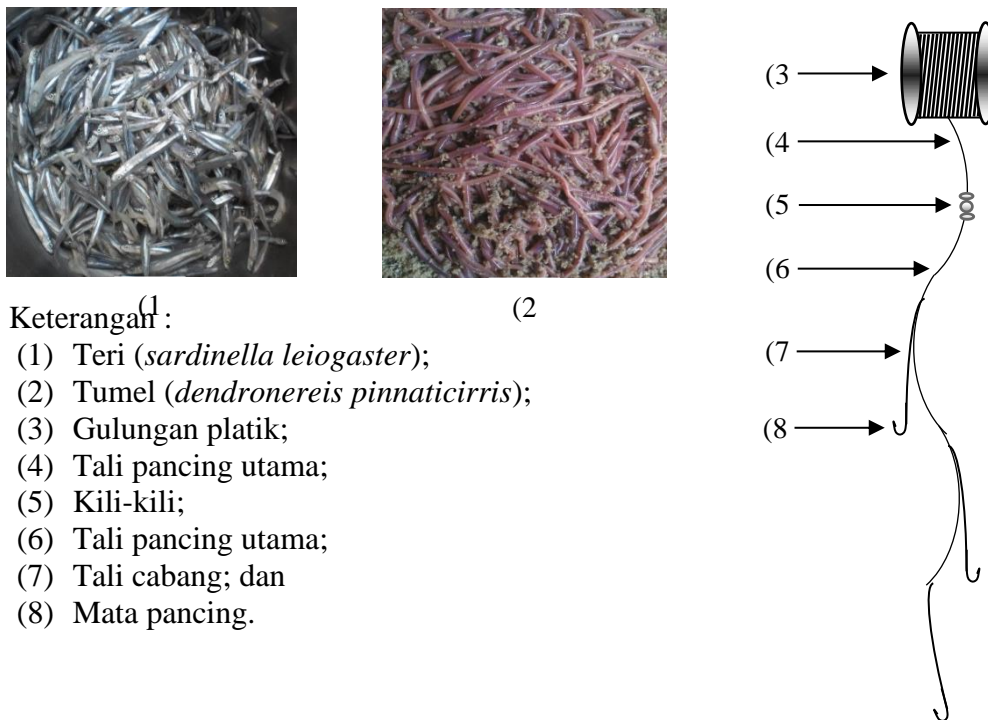 (1
(2
(3
(4
(5
(6
(7
(8
Keterangan :
(1) Teri (sardinella leiogaster);
(2) Tumel (dendronereis pinnaticirris);
(3) Gulungan platik;
(4) Tali pancing utama;
(5) Kili-kili;
(6) Tali pancing utama;
(7) Tali cabang; dan
(8) Mata pancing.